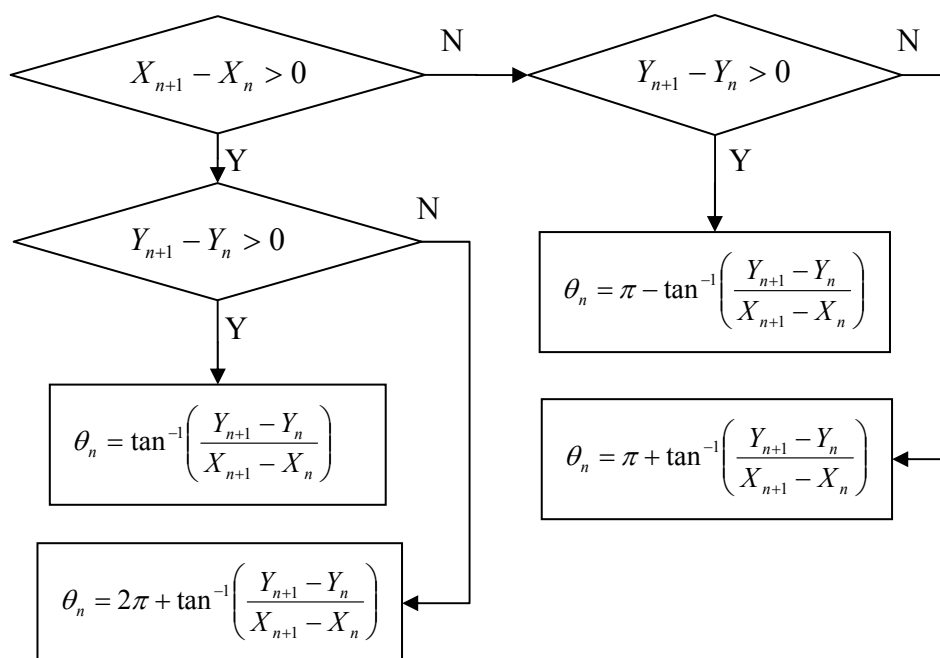 X_{n+1} − X_n > 0
N
Y_{n+1} − Y_n > 0
N
Y
Y
Y_{n+1} − Y_n > 0
N
θ_n = π − tan^{−1}((Y_{n+1} − Y_n)/(X_{n+1} − X_n))
Y
θ_n = tan^{−1}((Y_{n+1} − Y_n)/(X_{n+1} − X_n))
θ_n = π + tan^{−1}((Y_{n+1} − Y_n)/(X_{n+1} − X_n))
θ_n = 2π + tan^{−1}((Y_{n+1} − Y_n)/(X_{n+1} − X_n))